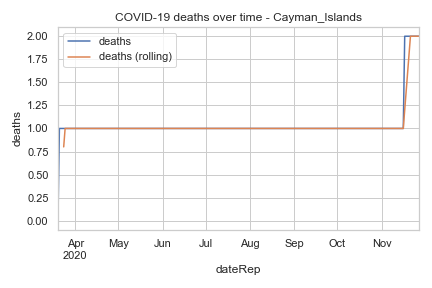 COVID-19 deaths over time - Cayman_Islands
deaths
deaths (rolling)
2.00
1.75
1.50
1.25
1.00
0.75
0.50
0.25
0.00
deaths
Apr May Jun Jul Aug Sep Oct Nov
2020
dateRep